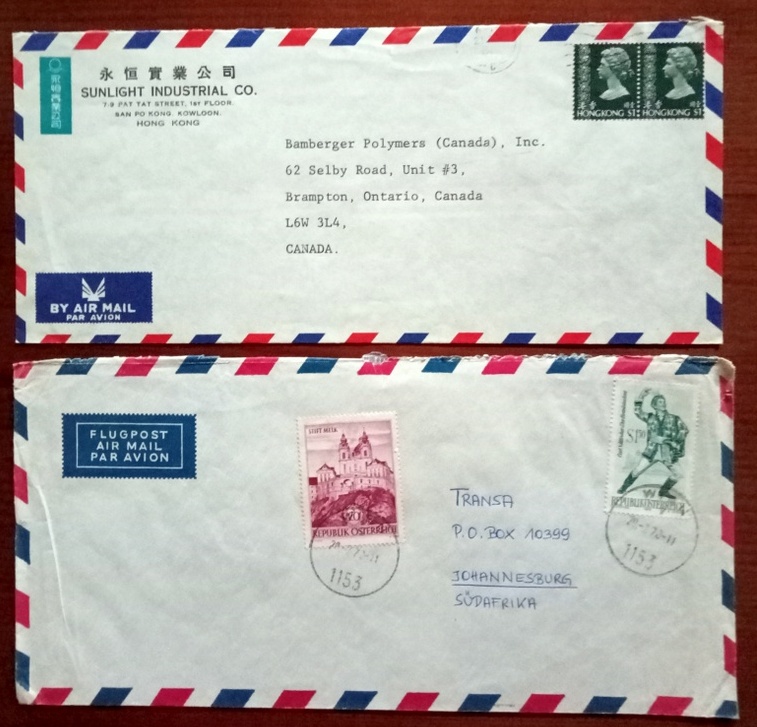 永恒實業公司
SUNLIGHT INDUSTRIAL CO.
7-9 PAT TAT STREET, 1ST FLOOR.
SAN PO KONG, KOWLOON.
HONG KONG
HONG KONG $1
HONG KONG $1
Bamberger Polymers (Canada), Inc.
62 Selby Road, Unit #3,
Brampton, Ontario, Canada
L6W 3L4,
CANADA.
BY AIR MAIL
PAR AVION
FLUGPOST
AIR MAIL
PAR AVION
STIFT MELK
REPUBLIK ÖSTERREICH
1153
S1.50
REPUBLIK ÖSTERREICH
1153
TRANSA
P.O.BOX 10399
JOHANNESBURG
SÜDAFRIKA